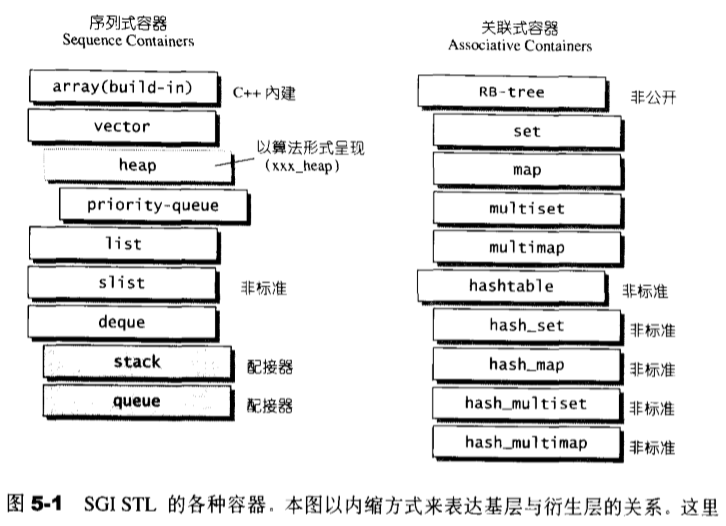 序列式容器
Sequence Containers
array(build-in) C++ 內建
vector
heap
以算法形式呈现
(xxx_heap)
priority-queue
list
slist 非标准
deque
stack 配接器
queue 配接器
关联式容器
Associative Containers
RB-tree 非公开
set
map
multiset
multimap
hashtable 非标准
hash_set 非标准
hash_map 非标准
hash_multiset 非标准
hash_multimap 非标准
图 5-1 SGI STL 的各种容器。本图以内缩方式来表达基层与衍生层的关系。这里